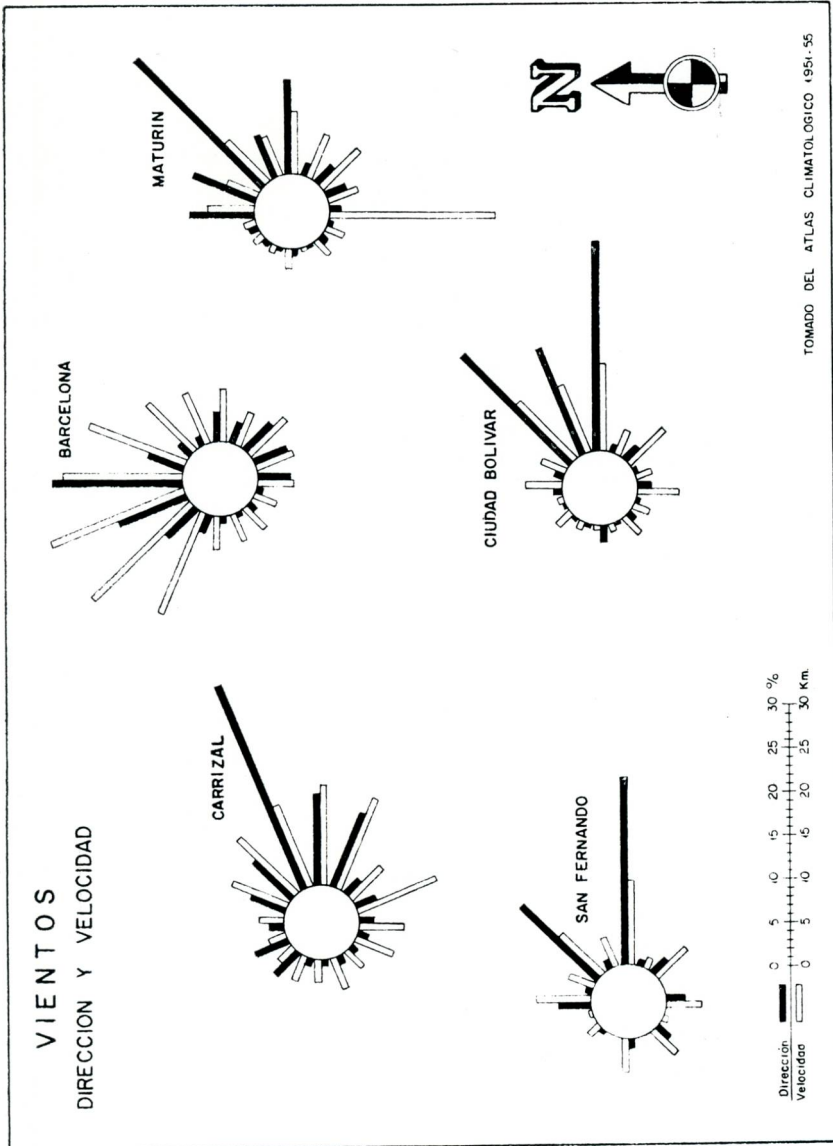 VIENTOS
DIRECCION Y VELOCIDAD
CARRIZAL
BARCELONA
MATURIN
SAN FERNANDO
CIUDAD BOLIVAR
N
Dirección
Velocidad
0 5 10 15 20 25 30 %
0 5 10 15 20 25 30 Km.
TOMADO DEL ATLAS CLIMATOLOGICO 1951-55